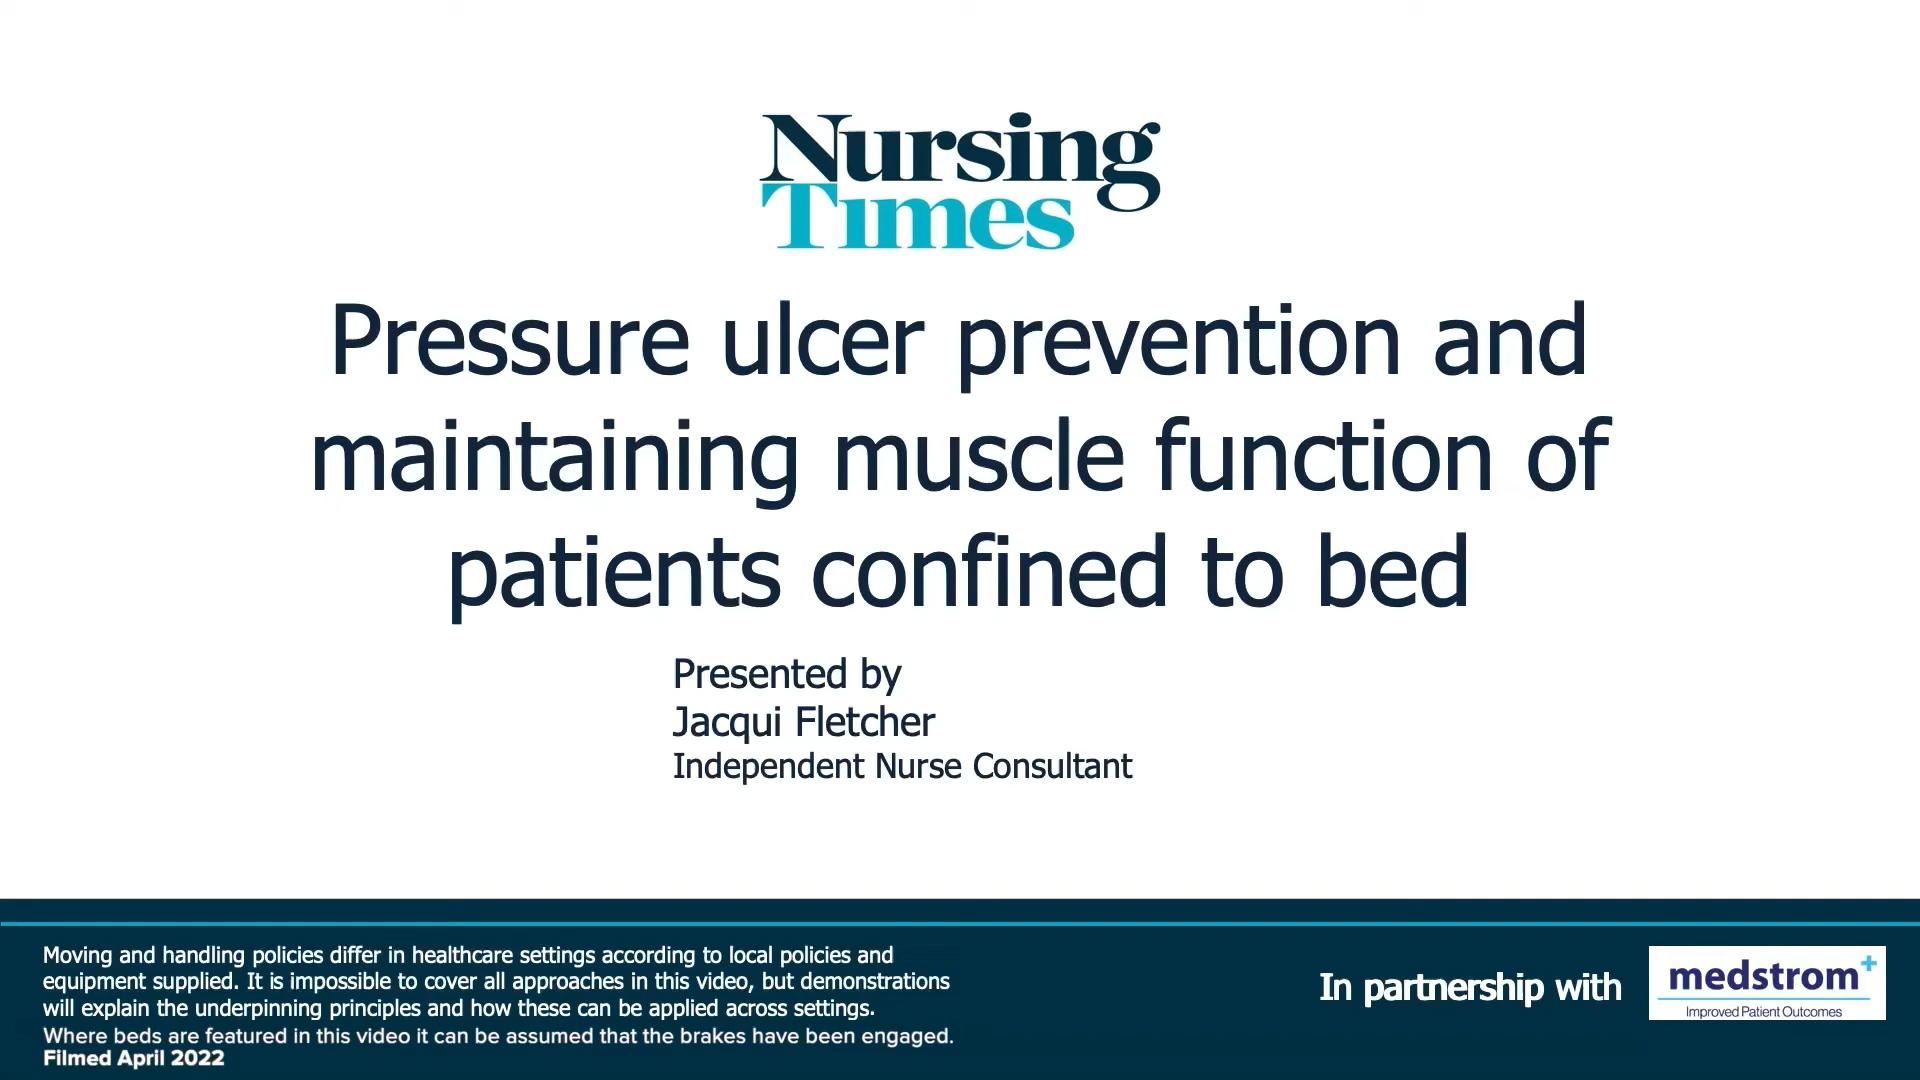 Nursing
Times
Pressure ulcer prevention and
maintaining muscle function of
patients confined to bed
Presented by
Jacqui Fletcher
Independent Nurse Consultant
Moving and handling policies differ in healthcare settings according to local policies and
equipment supplied. It is impossible to cover all approaches in this video, but demonstrations
will explain the underpinning principles and how these can be applied across settings.
Where beds are featured in this video it can be assumed that the brakes have been engaged.
Filmed April 2022
In partnership with
medstrom+
Improved Patient Outcomes